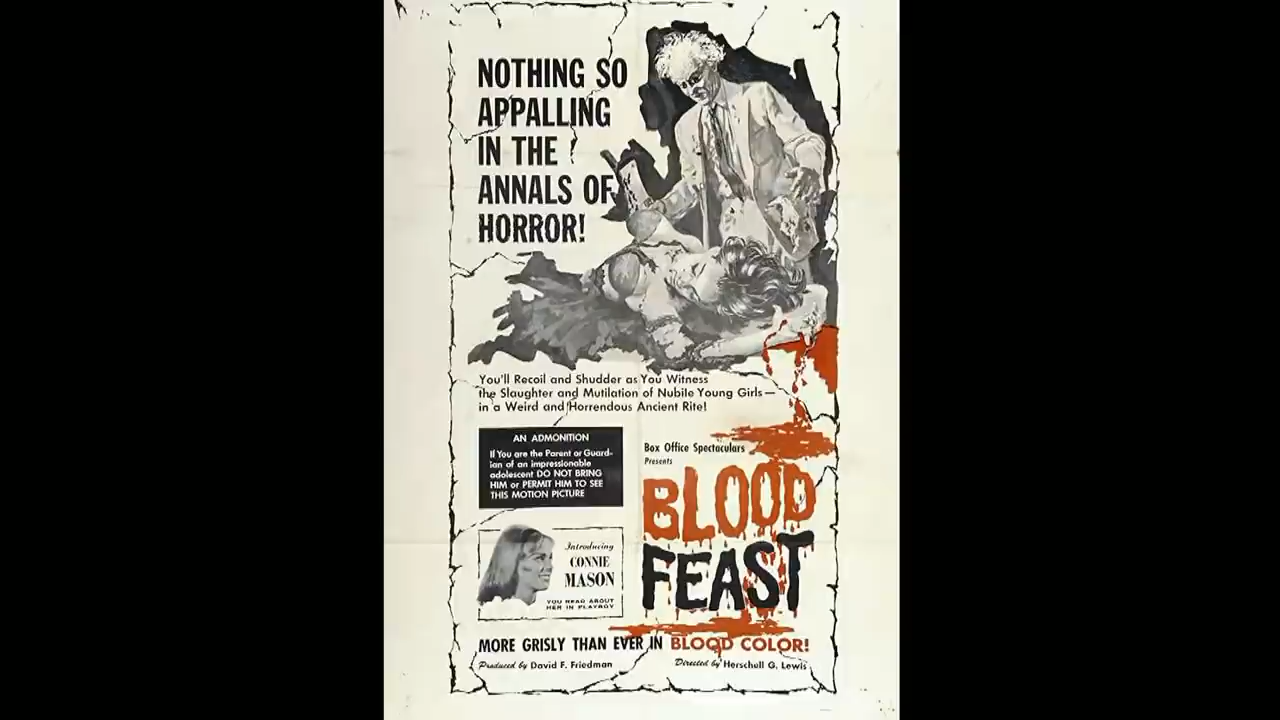 NOTHING SO
APPALLING
IN THE
ANNALS OF
HORROR!
You'll Recoil and Shudder as You Witness
the Slaughter and Mutilation of Nubile Young Girls—
in a Weird and Horrendous Ancient Rite!
AN ADMONITION
If You are the Parent or Guard-
ian of an impressionable
adolescent DO NOT BRING
HIM or PERMIT HIM TO SEE
THIS MOTION PICTURE
Introducing
CONNIE
MASON
YOU READ ABOUT
HER IN PLAYBOY
Box Office Spectaculars
Presents
BLOOD
FEAST
MORE GRISLY THAN EVER IN BLOOD COLOR!
Produced by David F. Friedman
Directed by Herschell G. Lewis